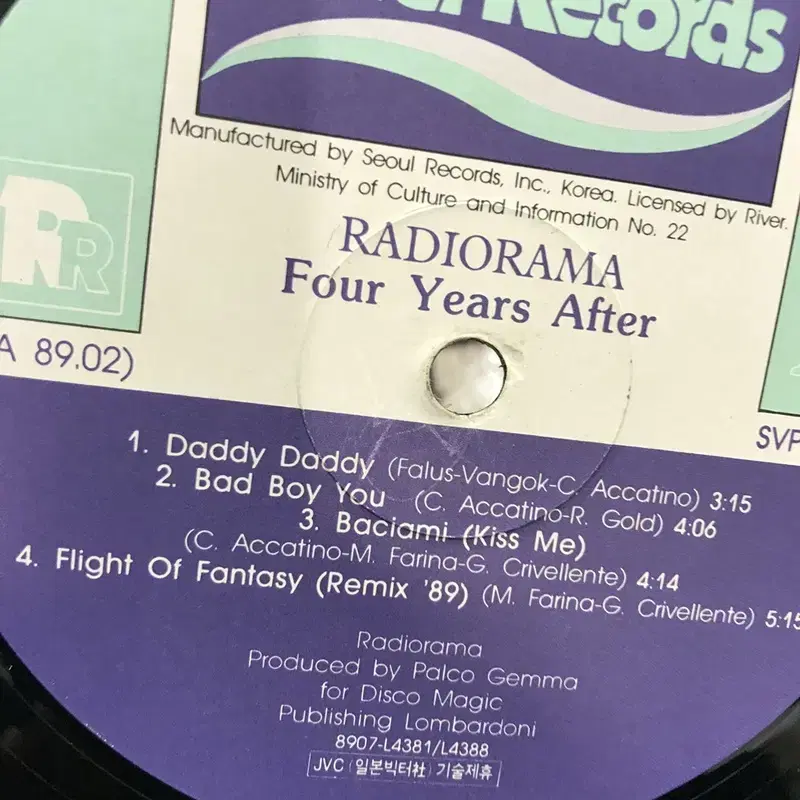 Records
Manufactured by Seoul Records, Inc., Korea. Licensed by River.
Ministry of Culture and Information No. 22
RADIORAMA
Four Years After
A 89.02)
SVP
1. Daddy Daddy (Falus-Vangok-C. Accatino) 3:15
2. Bad Boy You (C. Accatino-R. Gold) 4:06
3. Baciami (Kiss Me)
(C. Accatino-M. Farina-G. Crivellente) 4:14
4. Flight Of Fantasy (Remix '89) (M. Farina-G. Crivellente) 5:15
Radiorama
Produced by Palco Gemma
for Disco Magic
Publishing Lombardoni
8907-L4381/L4388
JVC (일본빅터社) 기술제휴